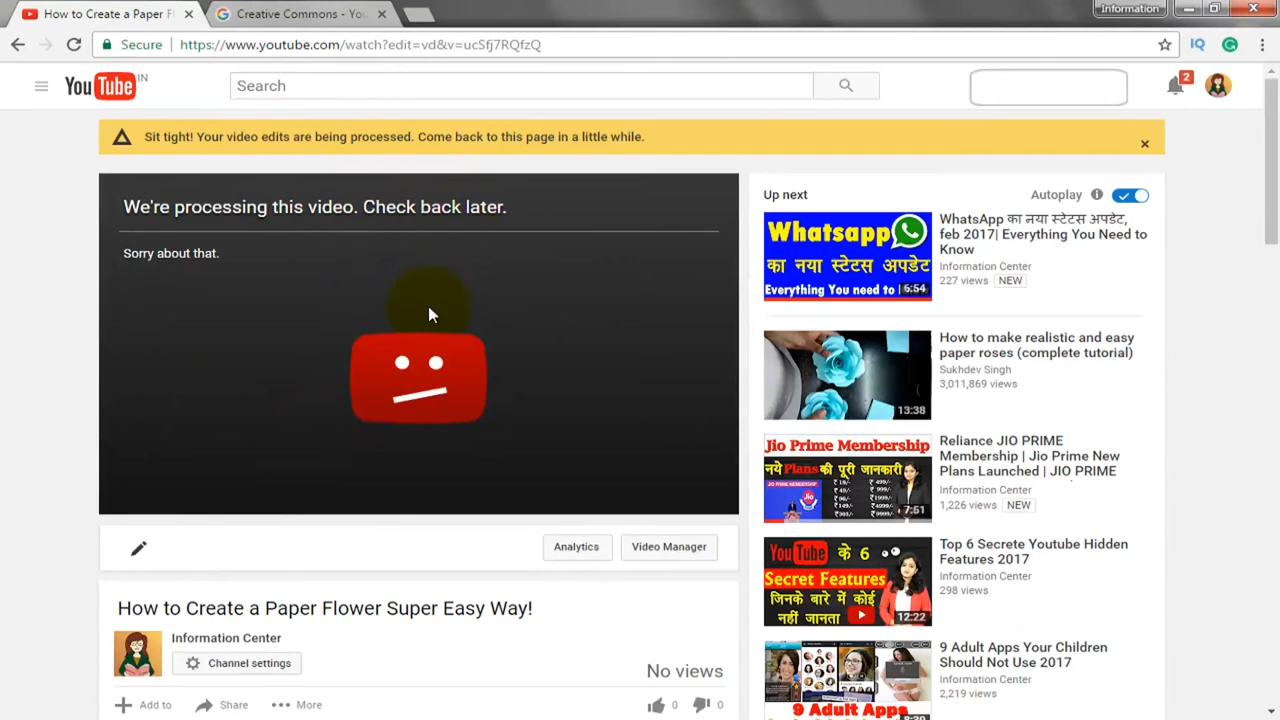 How to Create a Paper F
Creative Commons - You
Information
Secure
https://www.youtube.com/watch?edit=vd&v=ucSfj7RQfzQ
YouTube IN
Search
2
Sit tight! Your video edits are being processed. Come back to this page in a little while.
We're processing this video. Check back later.
Sorry about that.
Analytics
Video Manager
How to Create a Paper Flower Super Easy Way!
Information Center
Channel settings
No views
Add to
Share
More
0
0
Up next
Autoplay
Whatsapp
का नया स्टेटस अपडेट
Everything You need to
6:54
WhatsApp का नया स्टेटस अपडेट,
feb 2017| Everything You Need to
Know
Information Center
227 views
NEW
13:38
How to make realistic and easy
paper roses (complete tutorial)
Sukhdev Singh
3,011,869 views
Jio Prime Membership
नये Plans की पूरी जानकारी
7:51
Reliance JIO PRIME
Membership | Jio Prime New
Plans Launched | JIO PRIME
Information Center
1,226 views
NEW
YouTube के 6
Secret Features
जिनके बारे में कोई
नहीं जानता
12:22
Top 6 Secrete Youtube Hidden
Features 2017
Information Center
298 views
9 Adult Apps
9 Adult Apps Your Children
Should Not Use 2017
Information Center
2,219 views